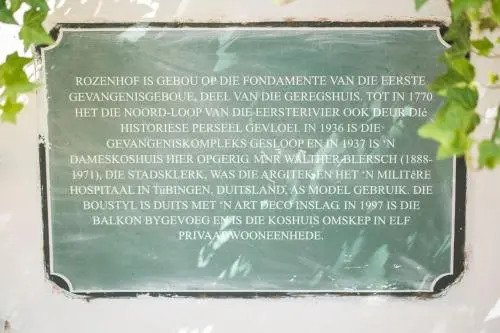 ROZENHOF IS GEBOU OP DIE FONDAMENTE VAN DIE EERSTE
GEVANGENISGEBOUE, DEEL VAN DIE GEREGSHUIS. TOT IN 1770
HET DIE NOORD-LOOP VAN DIE EERSTERIVIER OOK DEUR DIé
HISTORIESE PERSEEL GEVLOEI. IN 1936 IS DIE
GEVANGENISKOMPLEKS GESLOOP EN IN 1937 IS 'N
DAMESKOSHUIS HIER OPGERIG. MNR WALTHER BLERSCH (1888-
1971), DIE STADSKLERK, WAS DIE ARGITEK EN HET 'N MILITêRE
HOSPITAAL IN TüBINGEN, DUITSLAND, AS MODEL GEBRUIK. DIE
BOUSTYL IS DUITS MET 'N ART DECO INSLAG. IN 1997 IS DIE
BALKON BYGEVOEG EN IS DIE KOSHUIS OMSKEP IN ELF
PRIVAAT WOONEENHEDE.